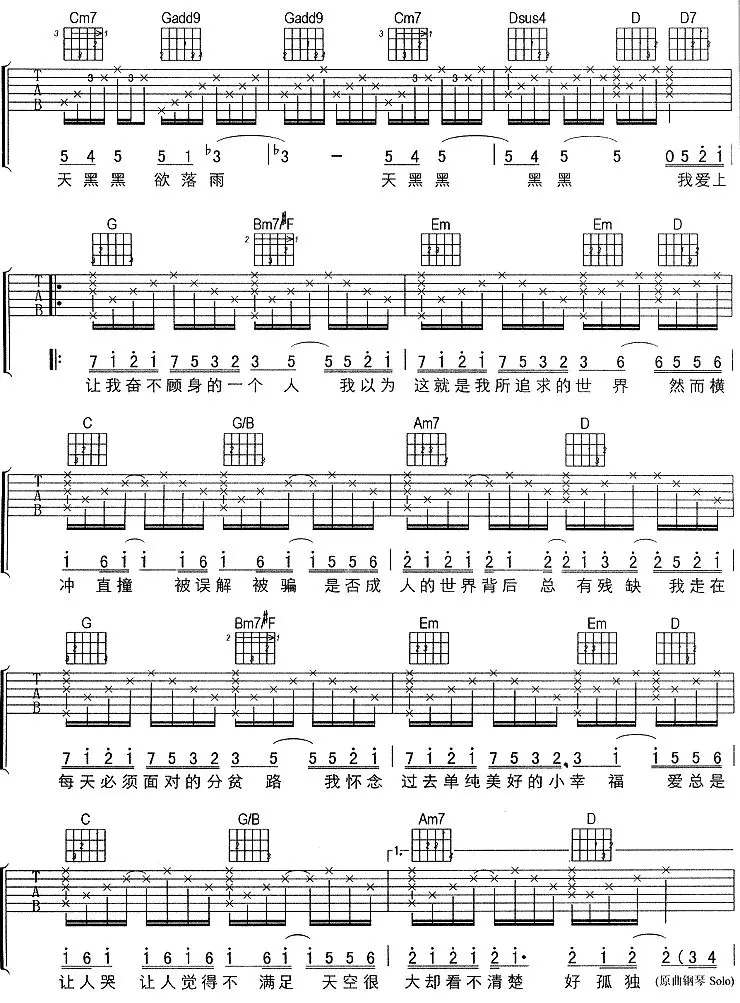 Cm7 Gadd9 Gadd9 Cm7 Dsus4 D D7
3 3
T A B 3 3 3 3
5 4 5 5 1 ♭3 ♭3 - 5 4 5 5 4 5 5 0 5 2 1
天黑黑 欲落雨 天黑黑 黑黑 我爱上
G Bm7/♯F Em Em D
2
T A B
7 1 2 1 7 5 3 2 3 5 5 5 2 1 7 1 2 1 7 5 3 2 3 6 6 5 5 6
让我奋不顾身的一个人 我以为 这就是我所追求的世界 然而横
C G/B Am7 D
T A B
1 6 1 1 1 6 1 6 1 1 5 5 6 2 1 2 1 2 1 2 2 1 3 2 2 5 2 1
冲直撞 被误解被骗 是否成 人的世界背后 总有残缺 我走在
G Bm7/♯F Em Em D
2
T A B
7 1 2 1 7 5 3 2 3 5 5 5 2 1 7 1 2 1 7 5 3 2 3 1 1 5 5 6
每天必须面对的分贫路 我怀念 过去单纯美好的小幸福 爱总是
C G/B 1. Am7 D
T A B
1 6 1 1 6 1 1 6 1 1 5 5 6 2 1 2 1 2 1· 2 1 2 2 (3 4
让人哭 让人觉得不满足 天空很 大却看不清楚 好孤独 (原曲钢琴 Solo)